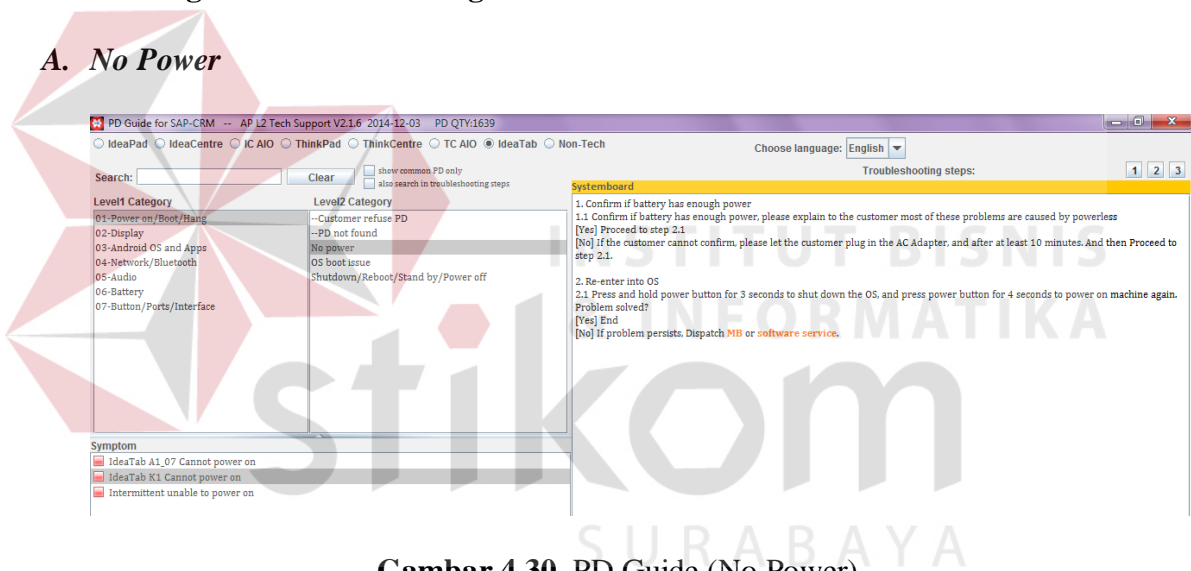 A. No Power
PD Guide for SAP-CRM -- AP L2 Tech Support V2.1.6 2014-12-03 PD QTY:1639
IdeaPad IdeaCentre IC AIO ThinkPad ThinkCentre TC AIO IdeaTab Non-Tech
Choose language: English
Search: Clear
show common PD only
also search in troubleshooting steps
Troubleshooting steps: 1 2 3
Level1 Category
01-Power on/Boot/Hang
02-Display
03-Android OS and Apps
04-Network/Bluetooth
05-Audio
06-Battery
07-Button/Ports/Interface
Level2 Category
--Customer refuse PD
--PD not found
No power
OS boot issue
Shutdown/Reboot/Stand by/Power off
Systemboard
1. Confirm if battery has enough power
1.1 Confirm if battery has enough power, please explain to the customer most of these problems are caused by powerless
[Yes] Proceed to step 2.1
[No] If the customer cannot confirm, please let the customer plug in the AC Adapter, and after at least 10 minutes. And then Proceed to
step 2.1.
2. Re-enter into OS
2.1 Press and hold power button for 3 seconds to shut down the OS, and press power button for 4 seconds to power on machine again.
Problem solved?
[Yes] End
[No] If problem persists, Dispatch MB or software service.
Symptom
IdeaTab A1_07 Cannot power on
IdeaTab K1 Cannot power on
Intermittent unable to power on
INSTITUT BISNIS
INFORMATIKA
stikom
SURABAYA
Gambar 4.30 PD Guide (No Power)